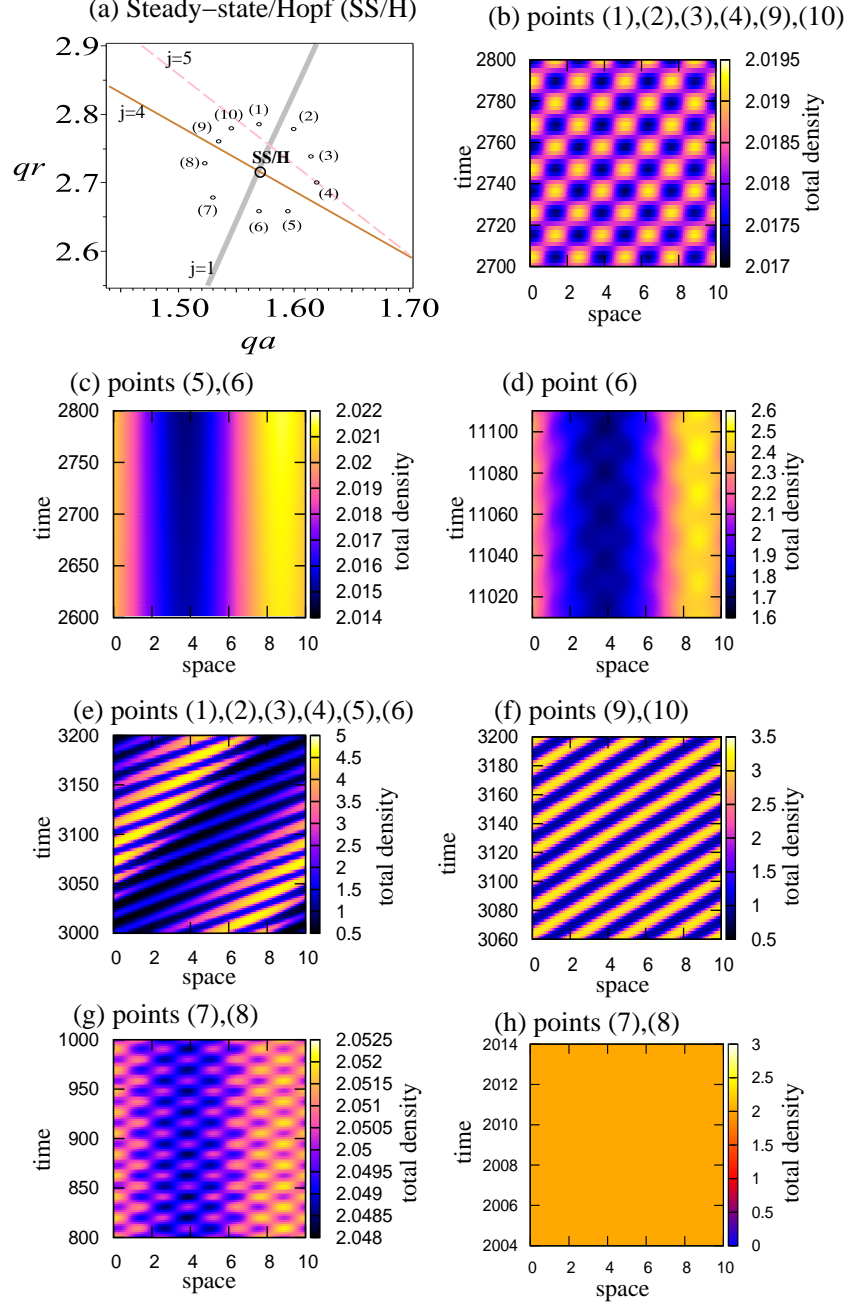 (a) Steady−state/Hopf (SS/H)
2.9
2.8
2.7
2.6
qr
j=5
j=4
j=1
(1)
(2)
(3)
(4)
(5)
(6)
(7)
(8)
(9)
(10)
SS/H
1.50 1.60 1.70
qa
(b) points (1),(2),(3),(4),(9),(10)
2800
2780
2760
2740
2720
2700
time
0 2 4 6 8 10
space
2.0195
2.019
2.0185
2.018
2.0175
2.017
total density
(c) points (5),(6)
2800
2750
2700
2650
2600
time
0 2 4 6 8 10
space
2.022
2.021
2.02
2.019
2.018
2.017
2.016
2.015
2.014
total density
(d) point (6)
11100
11080
11060
11040
11020
time
0 2 4 6 8 10
space
2.6
2.5
2.4
2.3
2.2
2.1
2
1.9
1.8
1.7
1.6
total density
(e) points (1),(2),(3),(4),(5),(6)
3200
3150
3100
3050
3000
time
0 2 4 6 8 10
space
5
4.5
4
3.5
3
2.5
2
1.5
1
0.5
total density
(f) points (9),(10)
3200
3180
3160
3140
3120
3100
3080
3060
time
0 2 4 6 8 10
space
3.5
3
2.5
2
1.5
1
0.5
total density
(g) points (7),(8)
1000
950
900
850
800
time
0 2 4 6 8 10
space
2.0525
2.052
2.0515
2.051
2.0505
2.05
2.0495
2.049
2.0485
2.048
total density
(h) points (7),(8)
2014
2012
2010
2008
2006
2004
time
0 2 4 6 8 10
space
3
2.5
2
1.5
1
0.5
0
total density